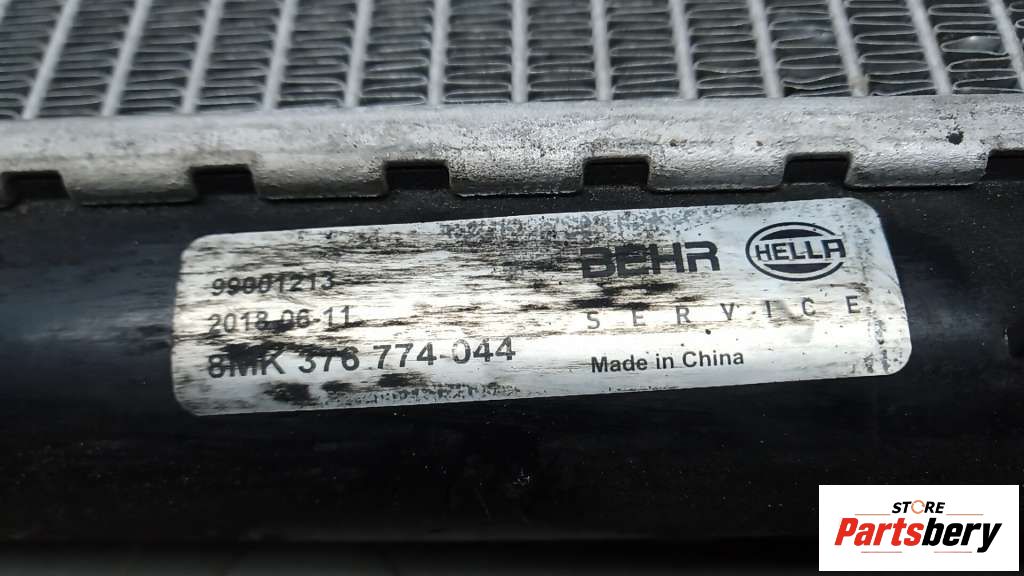 99001213
2018.06-11
8MK 376 774-044
BEHR HELLA
SERVICE
Made in China
STORE
Partsbery